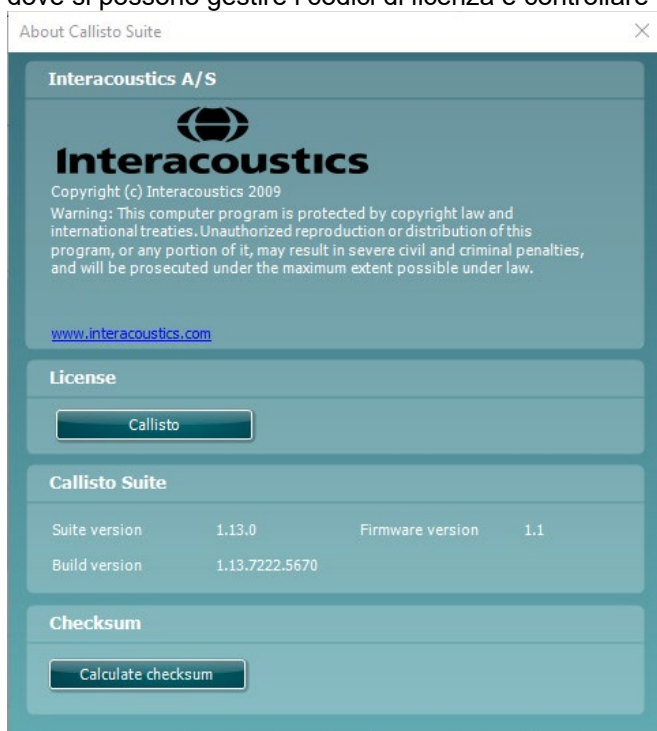 dove si possono gestire i codici di licenza e controllare
About Callisto Suite
Interacoustics A/S
Interacoustics
Copyright (c) Interacoustics 2009
Warning: This computer program is protected by copyright law and
international treaties. Unauthorized reproduction or distribution of this
program, or any portion of it, may result in severe civil and criminal penalties,
and will be prosecuted under the maximum extent possible under law.
www.interacoustics.com
License
Callisto
Callisto Suite
Suite version 1.13.0 Firmware version 1.1
Build version 1.13.7222.5670
Checksum
Calculate checksum